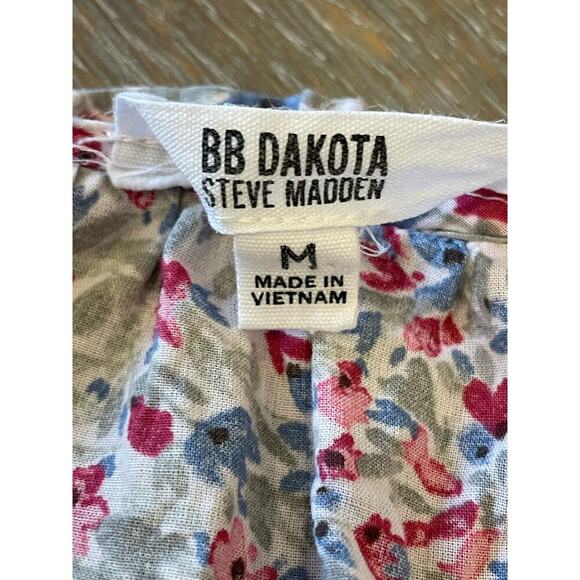 BB DAKOTA
STEVE MADDEN
M
MADE IN
VIETNAM